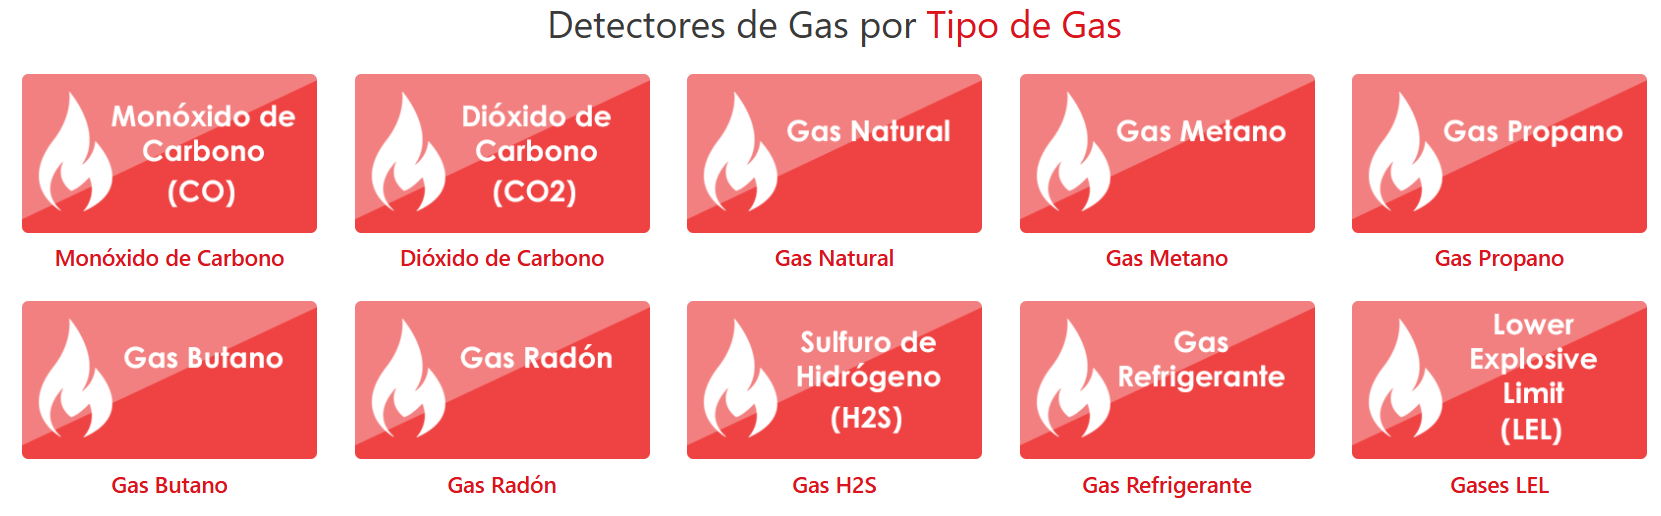 Detectores de Gas por Tipo de Gas
Monóxido de
Carbono
(CO)
Monóxido de Carbono
Dióxido de
Carbono
(CO2)
Dióxido de Carbono
Gas Natural
Gas Natural
Gas Metano
Gas Metano
Gas Propano
Gas Propano
Gas Butano
Gas Butano
Gas Radón
Gas Radón
Sulfuro de
Hidrógeno
(H2S)
Gas H2S
Gas
Refrigerante
Gas Refrigerante
Lower
Explosive
Limit
(LEL)
Gases LEL